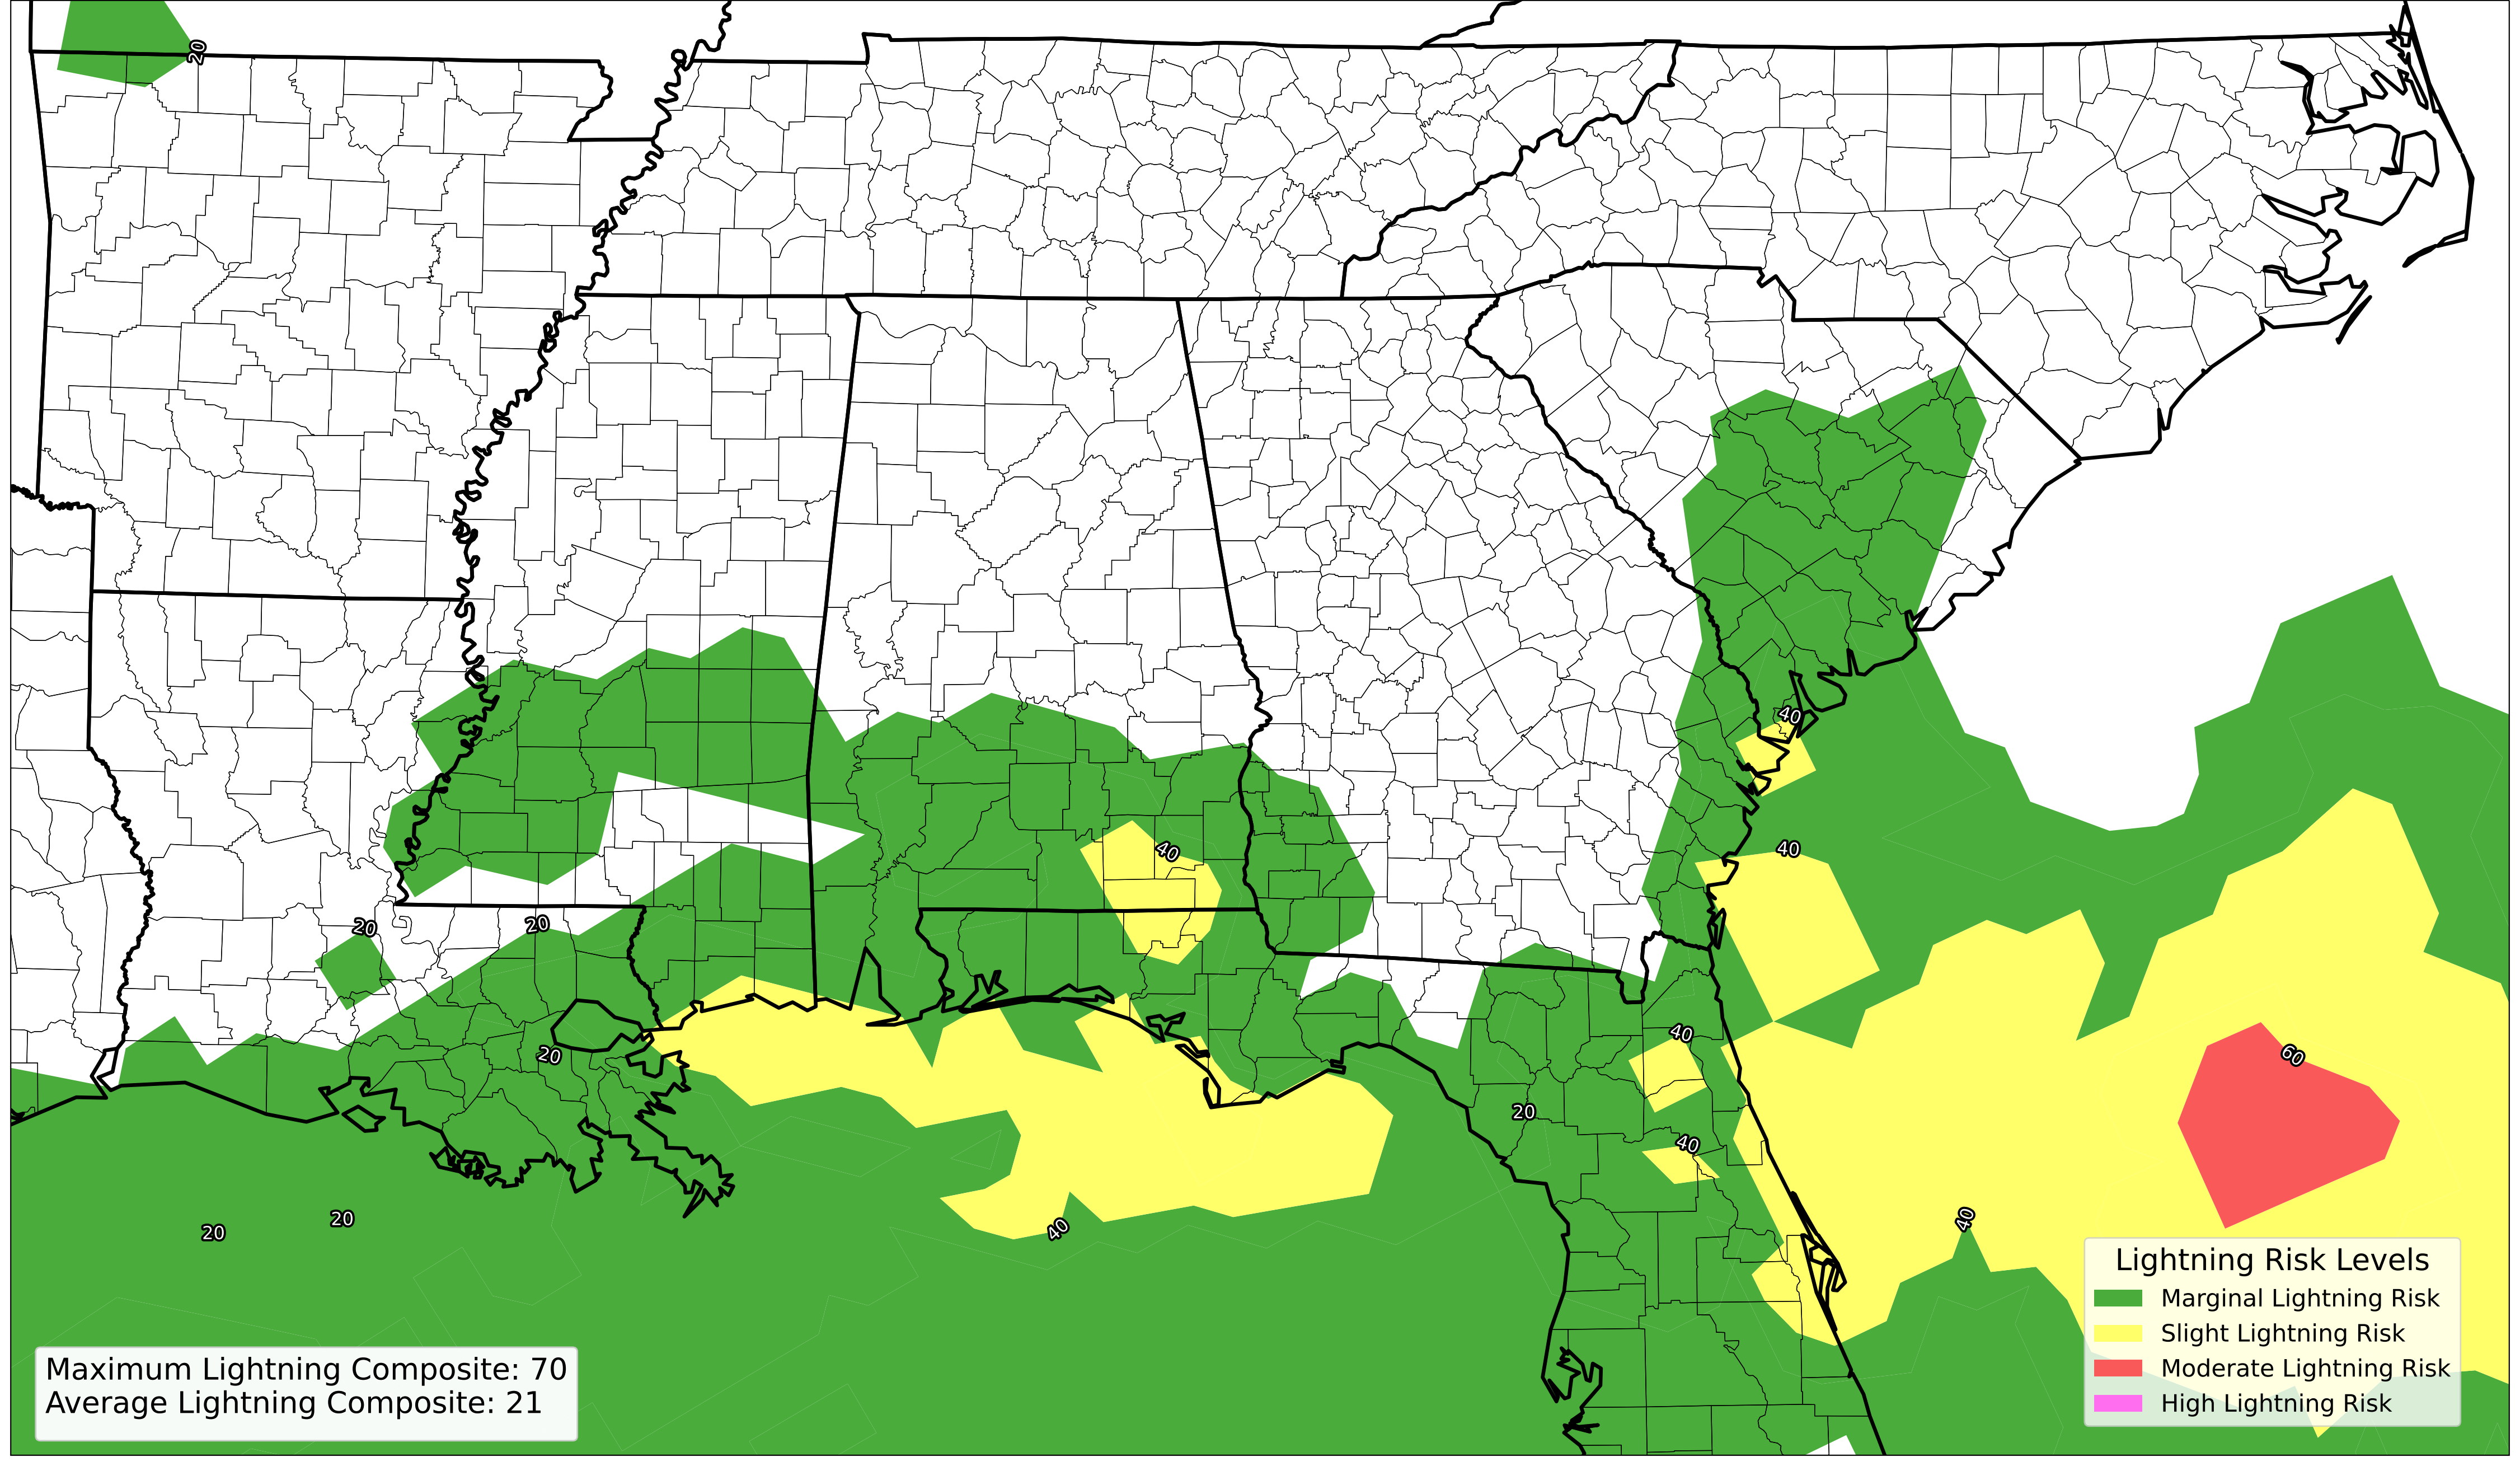 20
40
40
40
20
20
40
20
60
20
40
20
20
40
40
Lightning Risk Levels
Marginal Lightning Risk
Slight Lightning Risk
Moderate Lightning Risk
High Lightning Risk
Maximum Lightning Composite: 70
Average Lightning Composite: 21